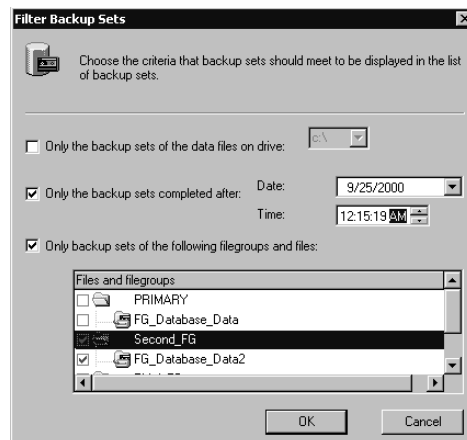 Filter Backup Sets
Choose the criteria that backup sets should meet to be displayed in the list
of backup sets.
Only the backup sets of the data files on drive:
c:\
Only the backup sets completed after:
Date:
9/25/2000
Time:
12:15:19 AM
Only backup sets of the following filegroups and files:
Files and filegroups
PRIMARY
FG_Database_Data
Second_FG
FG_Database_Data2
OK
Cancel